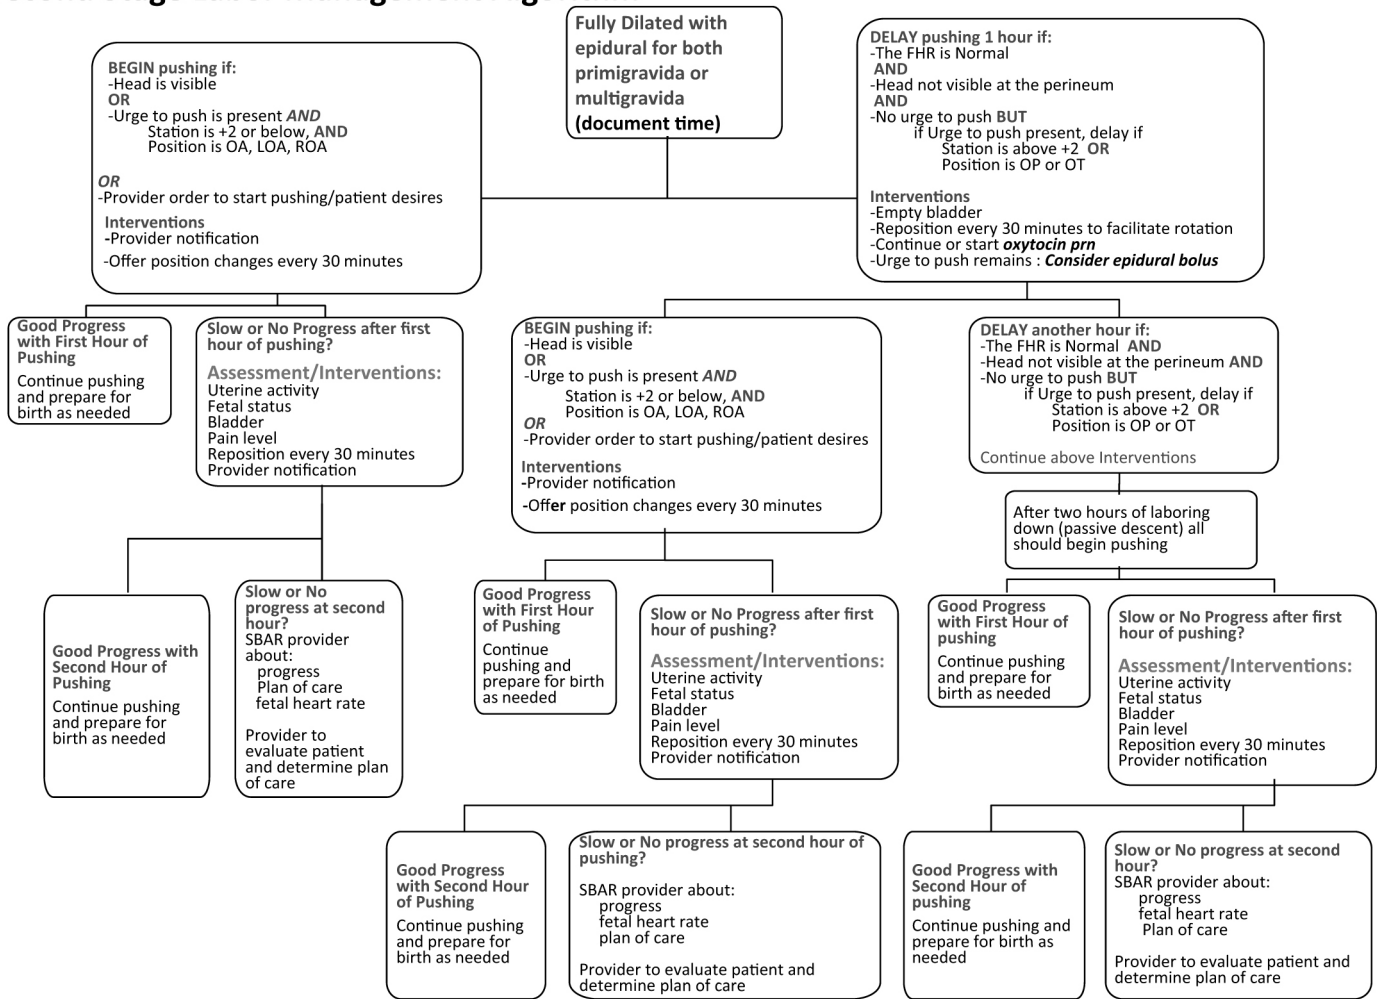 Fully Dilated with
epidural for both
primigravida or
multigravida
(document time)
BEGIN pushing if:
-Head is visible
OR
-Urge to push is present AND
Station is +2 or below, AND
Position is OA, LOA, ROA
OR
-Provider order to start pushing/patient desires
Interventions
-Provider notification
-Offer position changes every 30 minutes
DELAY pushing 1 hour if:
-The FHR is Normal
AND
-Head not visible at the perineum
AND
-No urge to push BUT
if Urge to push present, delay if
Station is above +2 OR
Position is OP or OT
Interventions
-Empty bladder
-Reposition every 30 minutes to facilitate rotation
-Continue or start oxytocin prn
-Urge to push remains : Consider epidural bolus
Good Progress
with First Hour of
Pushing
Continue pushing
and prepare for
birth as needed
Slow or No Progress after first
hour of pushing?
Assessment/Interventions:
Uterine activity
Fetal status
Bladder
Pain level
Reposition every 30 minutes
Provider notification
BEGIN pushing if:
-Head is visible
OR
-Urge to push is present AND
Station is +2 or below, AND
Position is OA, LOA, ROA
OR
-Provider order to start pushing/patient desires
Interventions
-Provider notification
-Offer position changes every 30 minutes
DELAY another hour if:
-The FHR is Normal AND
-Head not visible at the perineum AND
-No urge to push BUT
if Urge to push present, delay if
Station is above +2 OR
Position is OP or OT
Continue above Interventions
After two hours of laboring
down (passive descent) all
should begin pushing
Good Progress with
Second Hour of
Pushing
Continue pushing
and prepare for
birth as needed
Slow or No
progress at second
hour?
SBAR provider
about:
progress
Plan of care
fetal heart rate
Provider to
evaluate patient
and determine plan
of care
Good Progress
with First Hour
of Pushing
Continue
pushing and
prepare for birth
as needed
Slow or No Progress after first
hour of pushing?
Assessment/Interventions:
Uterine activity
Fetal status
Bladder
Pain level
Reposition every 30 minutes
Provider notification
Good Progress
with First Hour of
pushing
Continue pushing
and prepare for
birth as needed
Slow or No Progress after first
hour of pushing?
Assessment/Interventions:
Uterine activity
Fetal status
Bladder
Pain level
Reposition every 30 minutes
Provider notification
Good Progress
with Second Hour
of Pushing
Continue pushing
and prepare for
birth as needed
Slow or No progress at second hour of
pushing?
SBAR provider about:
progress
fetal heart rate
plan of care
Provider to evaluate patient and
determine plan of care
Good Progress with
Second Hour of
pushing
Continue pushing and
prepare for birth as
needed
Slow or No progress at second
hour?
SBAR provider about:
progress
fetal heart rate
Plan of care
Provider to evaluate patient and
determine plan of care